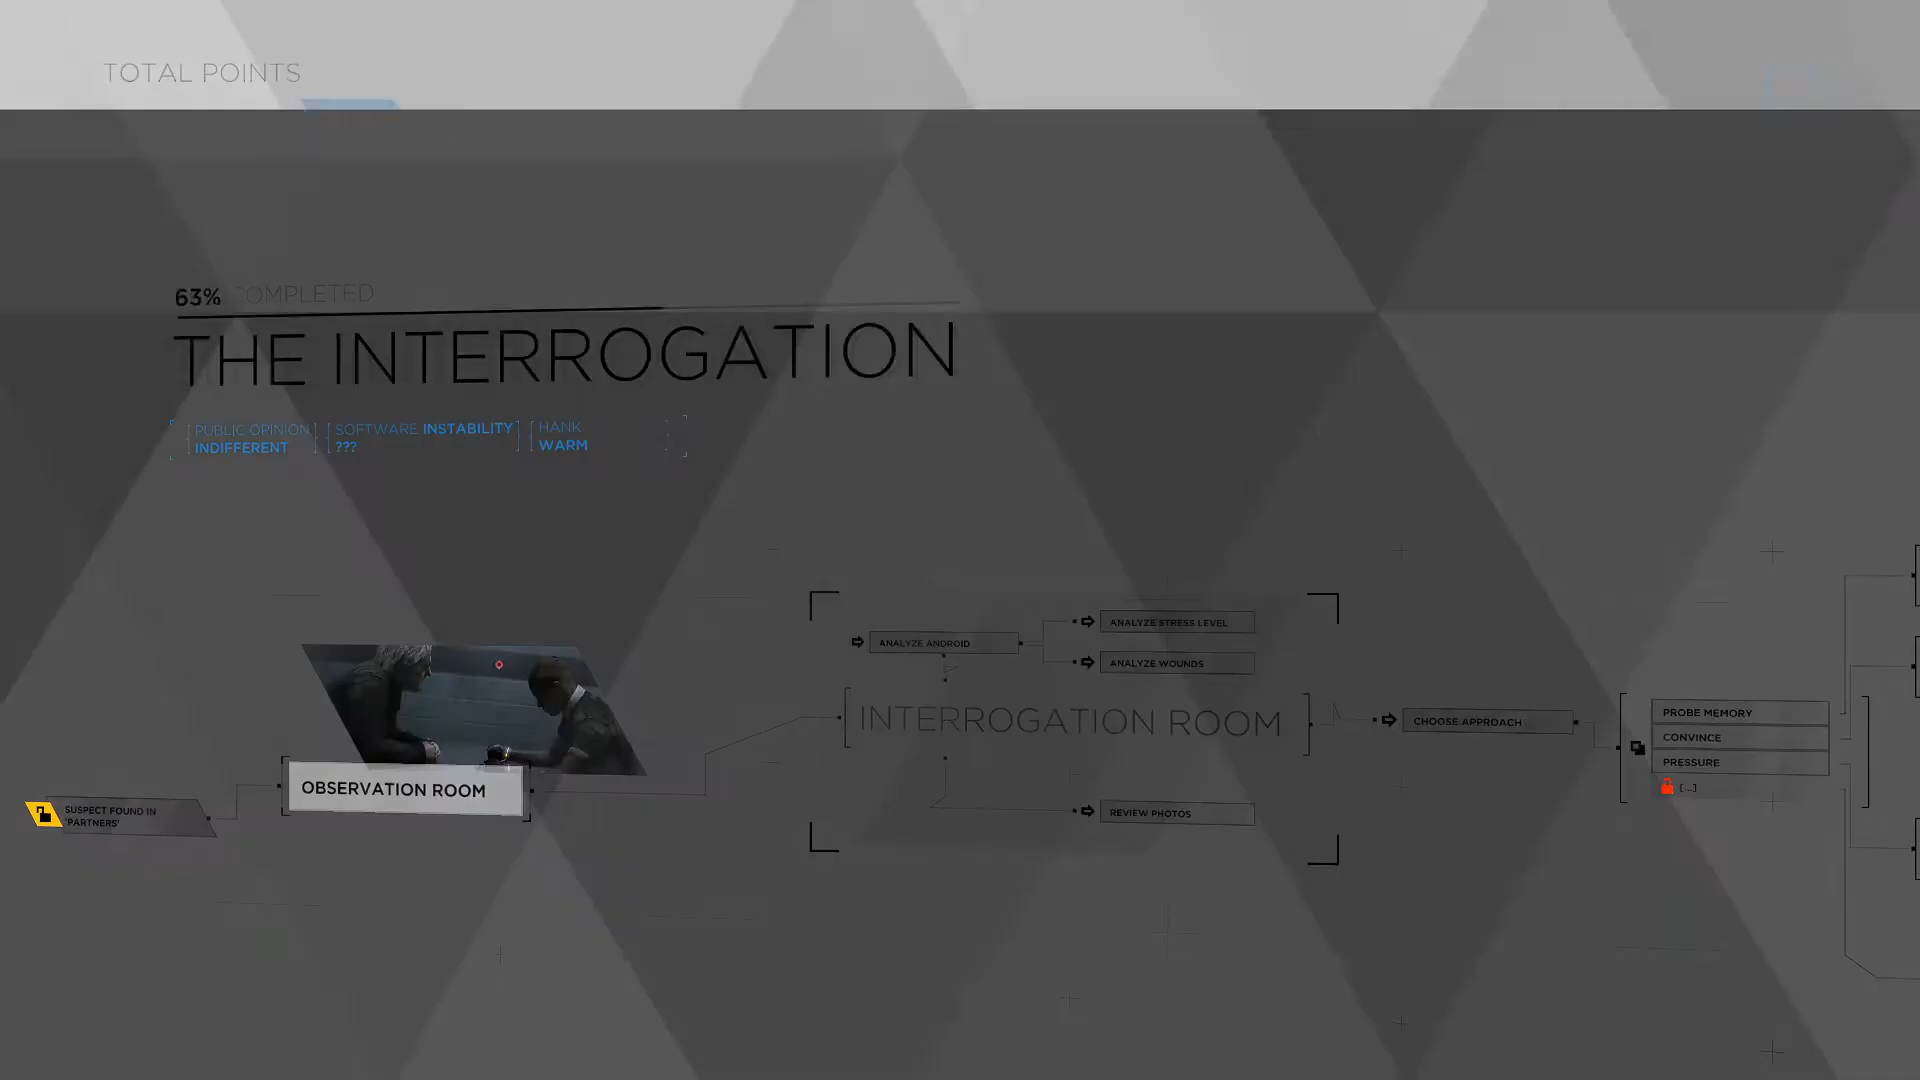 TOTAL POINTS
63% COMPLETED
THE INTERROGATION
PUBLIC OPINION
INDIFFERENT
SOFTWARE INSTABILITY
???
HANK
WARM
ANALYZE ANDROID
ANALYZE STRESS LEVEL
ANALYZE WOUNDS
INTERROGATION ROOM
REVIEW PHOTOS
CHOOSE APPROACH
PROBE MEMORY
CONVINCE
PRESSURE
[...]
OBSERVATION ROOM
SUSPECT FOUND IN
'PARTNERS'